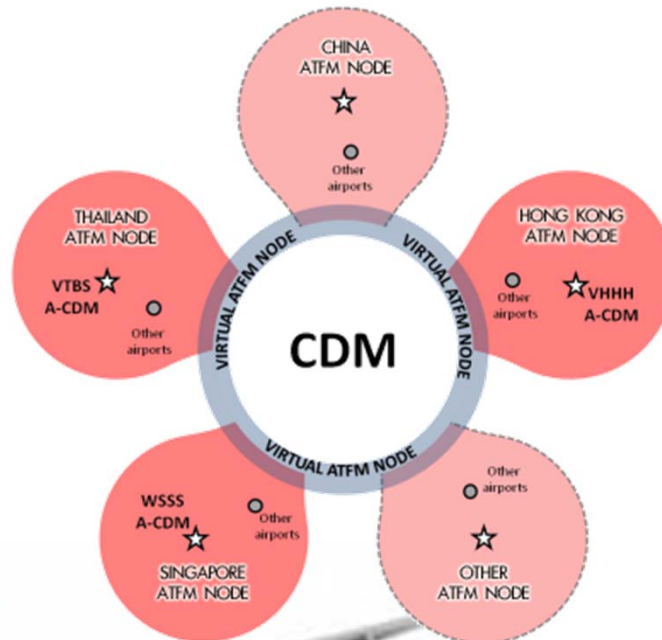 CHINA
ATFM NODE
Other
airports
THAILAND
ATFM NODE
VTBS
A-CDM
Other
airports
HONG KONG
ATFM NODE
Other
airports
VHHH
A-CDM
VIRTUAL ATFM NODE
VIRTUAL ATFM NODE
CDM
VIRTUAL ATFM NODE
WSSS
A-CDM
Other
airports
SINGAPORE
ATFM NODE
Other
airports
OTHER
ATFM NODE